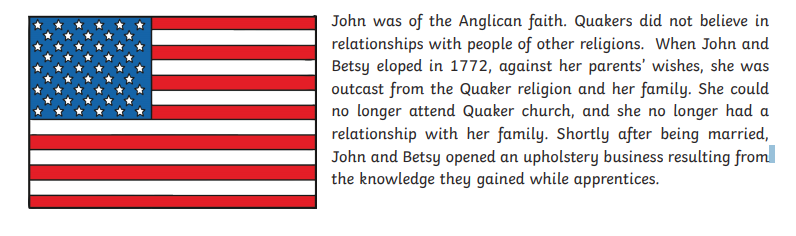 John was of the Anglican faith. Quakers did not believe in
relationships with people of other religions.  When John and
Betsy eloped in 1772, against her parents' wishes, she was
outcast from the Quaker religion and her family. She could
no longer attend Quaker church, and she no longer had a
relationship with her family. Shortly after being married,
John and Betsy opened an upholstery business resulting from
the knowledge they gained while apprentices.